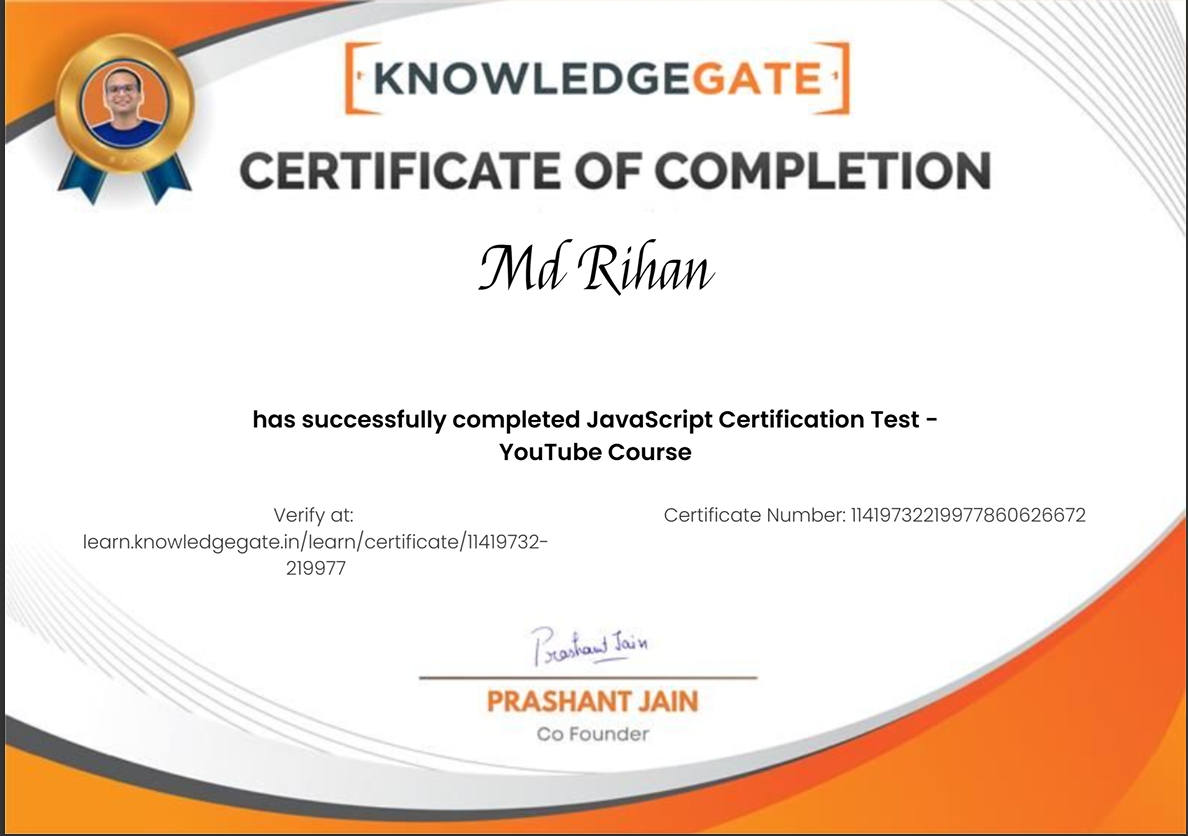 KNOWLEDGEGATE
CERTIFICATE OF COMPLETION
Md Rihan
has successfully completed JavaScript Certification Test -
YouTube Course
Verify at:
learn.knowledgegate.in/learn/certificate/11419732-
219977
Certificate Number: 11419732219977860626672
Prashant Jain
PRASHANT JAIN
Co Founder